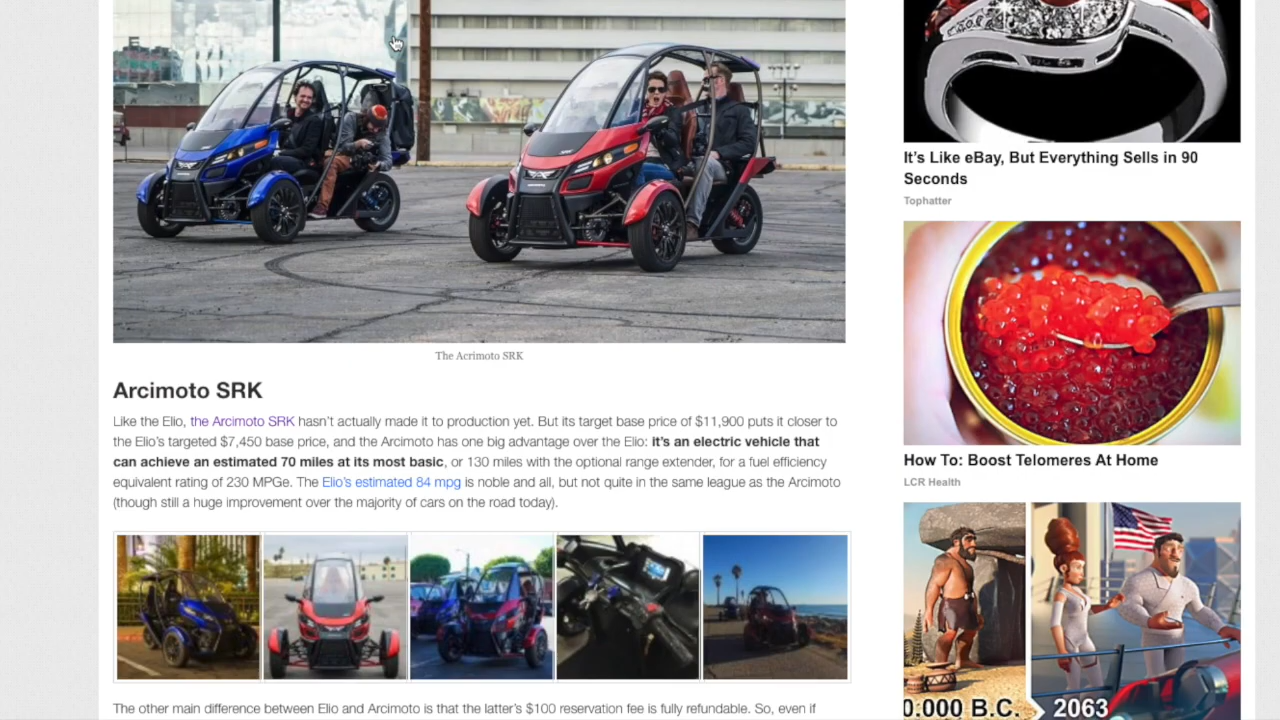 The Acrimoto SRK
Arcimoto SRK
Like the Elio, the Arcimoto SRK hasn't actually made it to production yet. But its target base price of $11,900 puts it closer to
the Elio's targeted $7,450 base price, and the Arcimoto has one big advantage over the Elio: it's an electric vehicle that
can achieve an estimated 70 miles at its most basic, or 130 miles with the optional range extender, for a fuel efficiency
equivalent rating of 230 MPGe. The Elio's estimated 84 mpg is noble and all, but not quite in the same league as the Arcimoto
(though still a huge improvement over the majority of cars on the road today).
The other main difference between Elio and Arcimoto is that the latter's $100 reservation fee is fully refundable. So, even if
It's Like eBay, But Everything Sells in 90
Seconds
Tophatter
How To: Boost Telomeres At Home
LCR Health
0.000 B.C.
2063